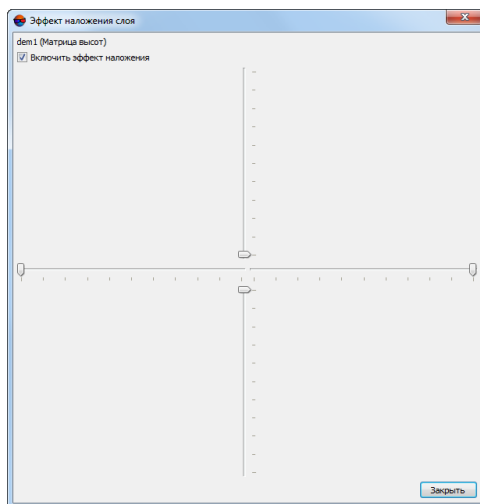 Эффект наложения слоя
dem1 (Матрица высот)
Включить эффект наложения
Закрыть